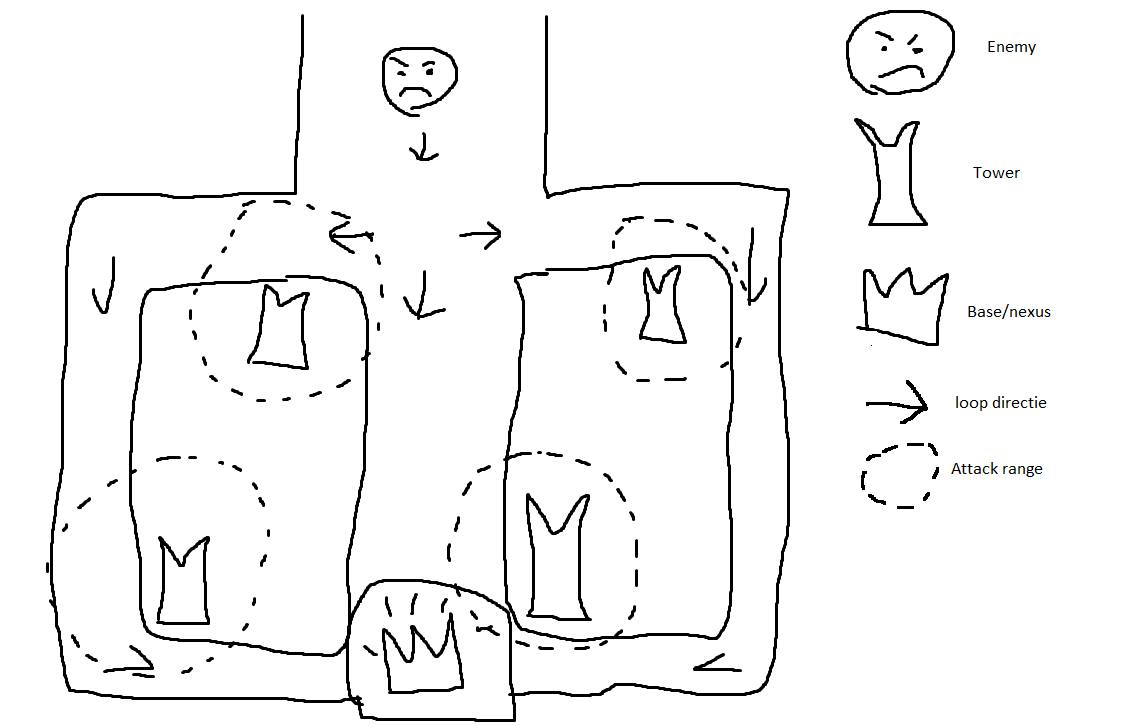 Enemy
Tower
Base/nexus
loop directie
Attack range